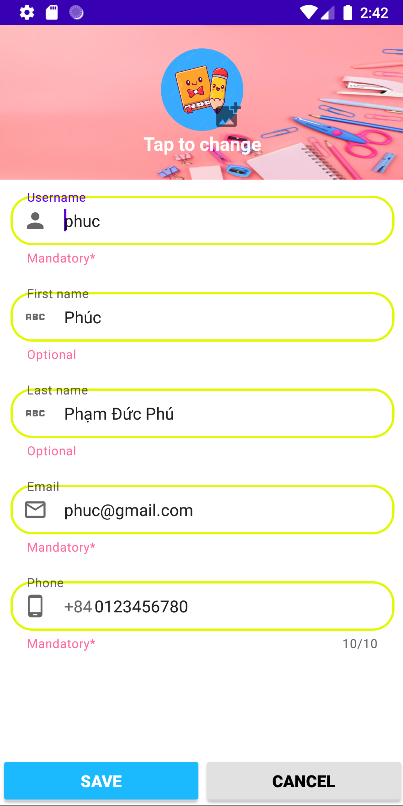 2:42
Tap to change
Username
phuc
Mandatory*
First name
ABC Phúc
Optional
Last name
ABC Phạm Đức Phú
Optional
Email
phuc@gmail.com
Mandatory*
Phone
+84 0123456780
Mandatory* 10/10
SAVE CANCEL